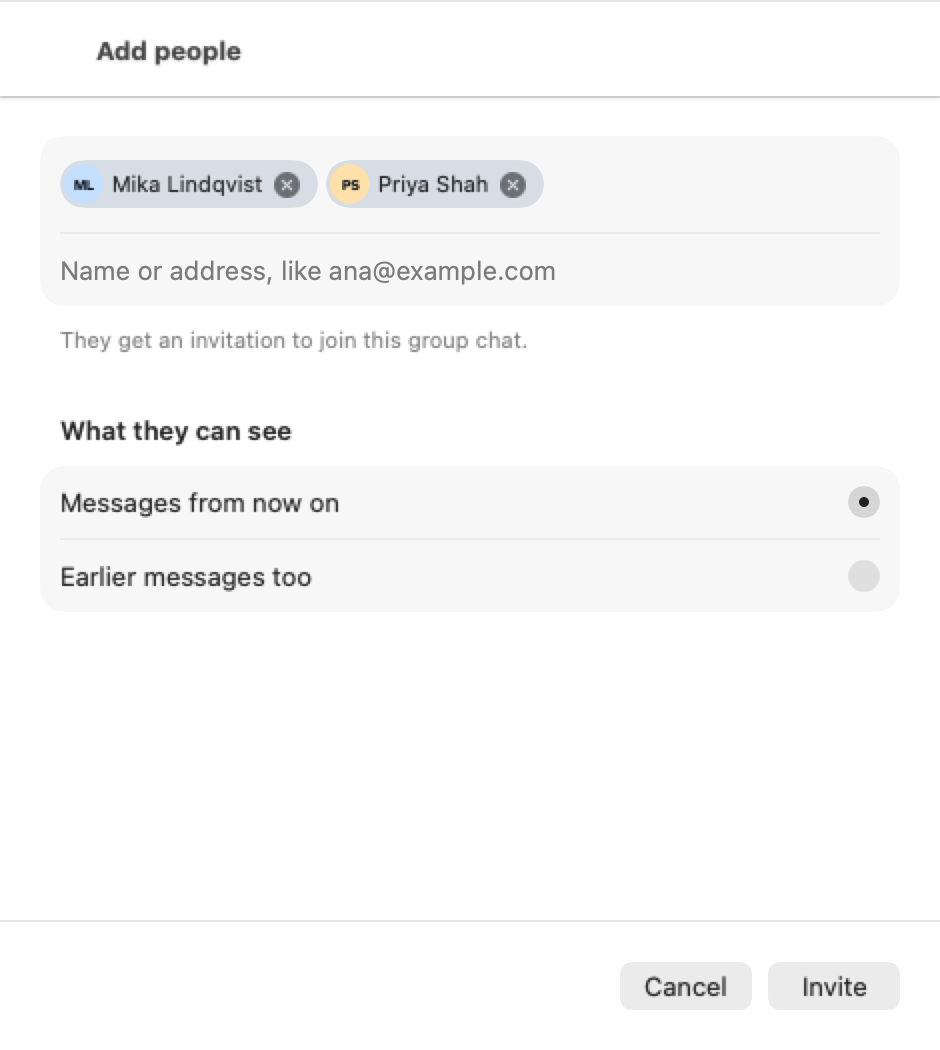 Add people
ML Mika Lindqvist PS Priya Shah
Name or address, like ana@example.com
They get an invitation to join this group chat.
What they can see
Messages from now on
Earlier messages too
Cancel Invite